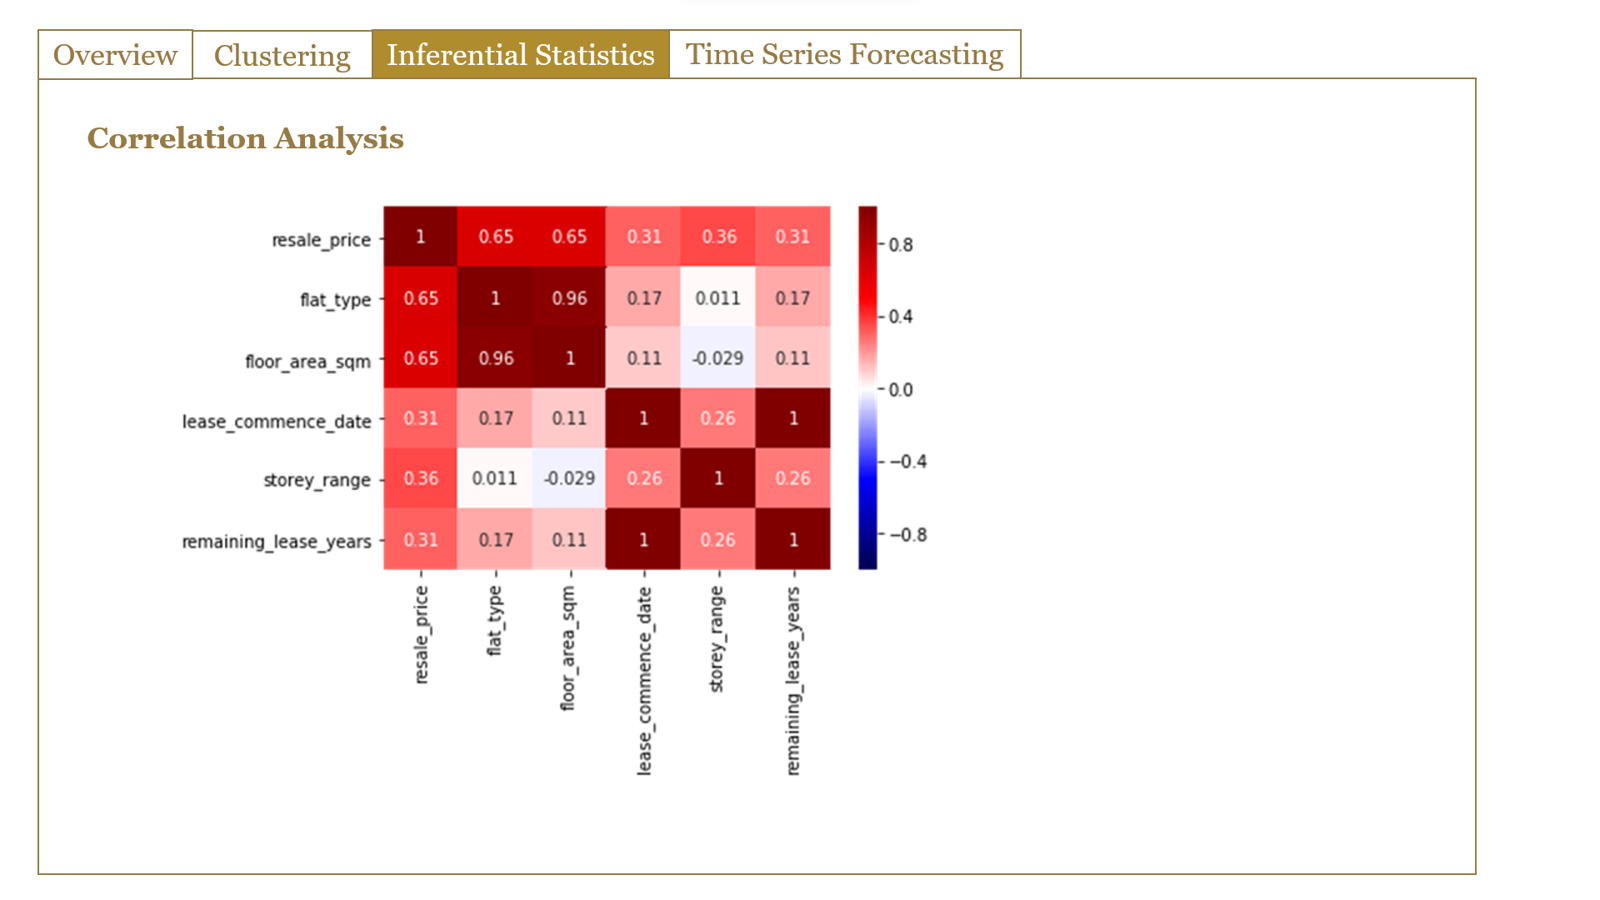 Overview Clustering Inferential Statistics Time Series Forecasting
Correlation Analysis
resale_price 1 0.65 0.65 0.31 0.36 0.31
flat_type 0.65 1 0.96 0.17 0.011 0.17
floor_area_sqm 0.65 0.96 1 0.11 -0.029 0.11
lease_commence_date 0.31 0.17 0.11 1 0.26 1
storey_range 0.36 0.011 -0.029 0.26 1 0.26
remaining_lease_years 0.31 0.17 0.11 1 0.26 1
resale_price flat_type floor_area_sqm lease_commence_date storey_range remaining_lease_years
0.8
0.4
0.0
−0.4
−0.8